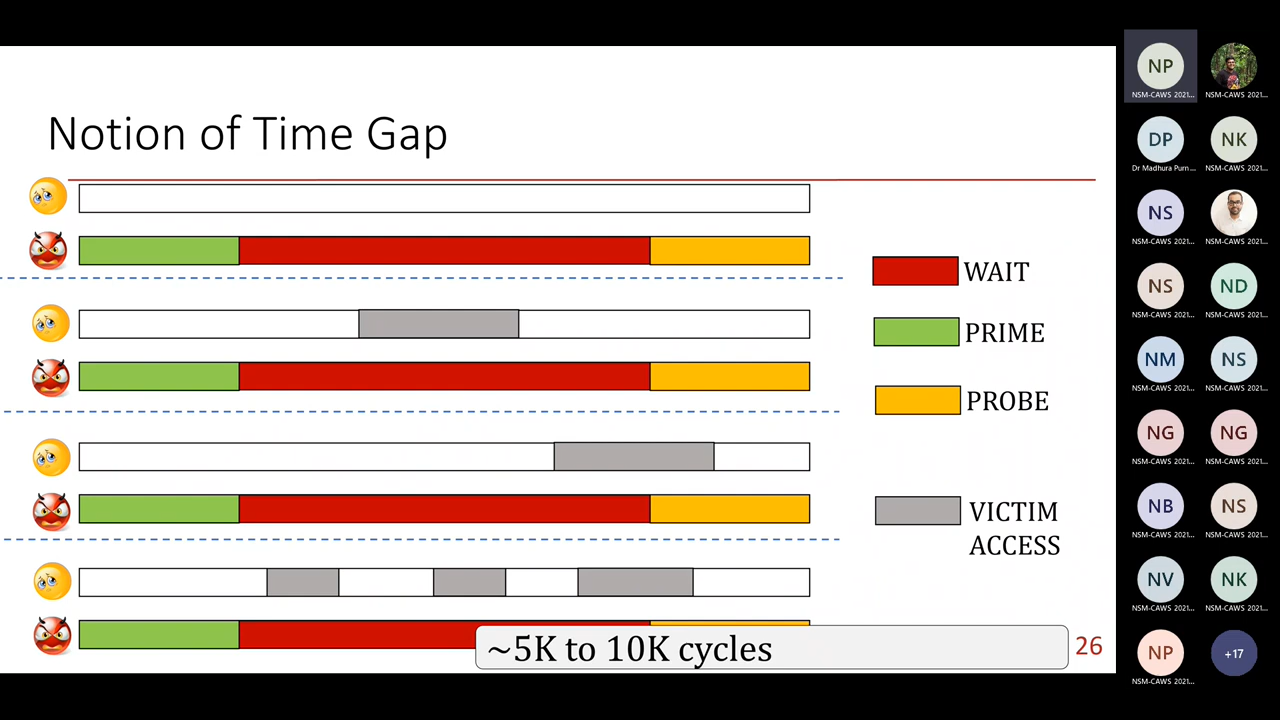 Notion of Time Gap
WAIT
PRIME
PROBE
VICTIM
ACCESS
~5K to 10K cycles
26
NP
NSM-CAWS 2021...
NSM-CAWS 2021...
DP
Dr Madhura Purn...
NK
NSM-CAWS 2021...
NS
NSM-CAWS 2021...
NSM-CAWS 2021...
NS
NSM-CAWS 2021...
ND
NSM-CAWS 2021...
NM
NSM-CAWS 2021...
NS
NSM-CAWS 2021...
NG
NSM-CAWS 2021...
NG
NSM-CAWS 2021...
NB
NSM-CAWS 2021...
NS
NSM-CAWS 2021...
NV
NSM-CAWS 2021...
NK
NSM-CAWS 2021...
NP
NSM-CAWS 2021...
+17